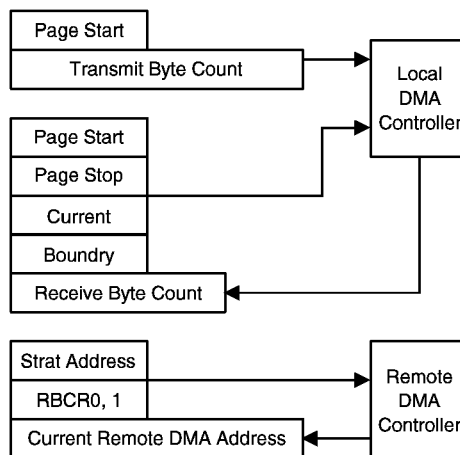 Page Start
Transmit Byte Count
Local
DMA
Controller
Page Start
Page Stop
Current
Boundry
Receive Byte Count
Strat Address
RBCR0, 1
Current Remote DMA Address
Remote
DMA
Controller